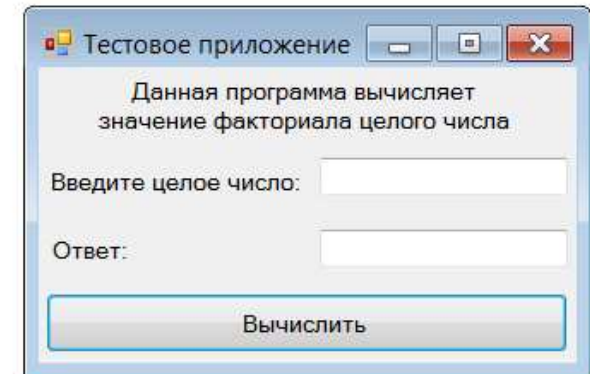 Тестовое приложение
Данная программа вычисляет
значение факториала целого числа
Введите целое число:
Ответ:
Вычислить